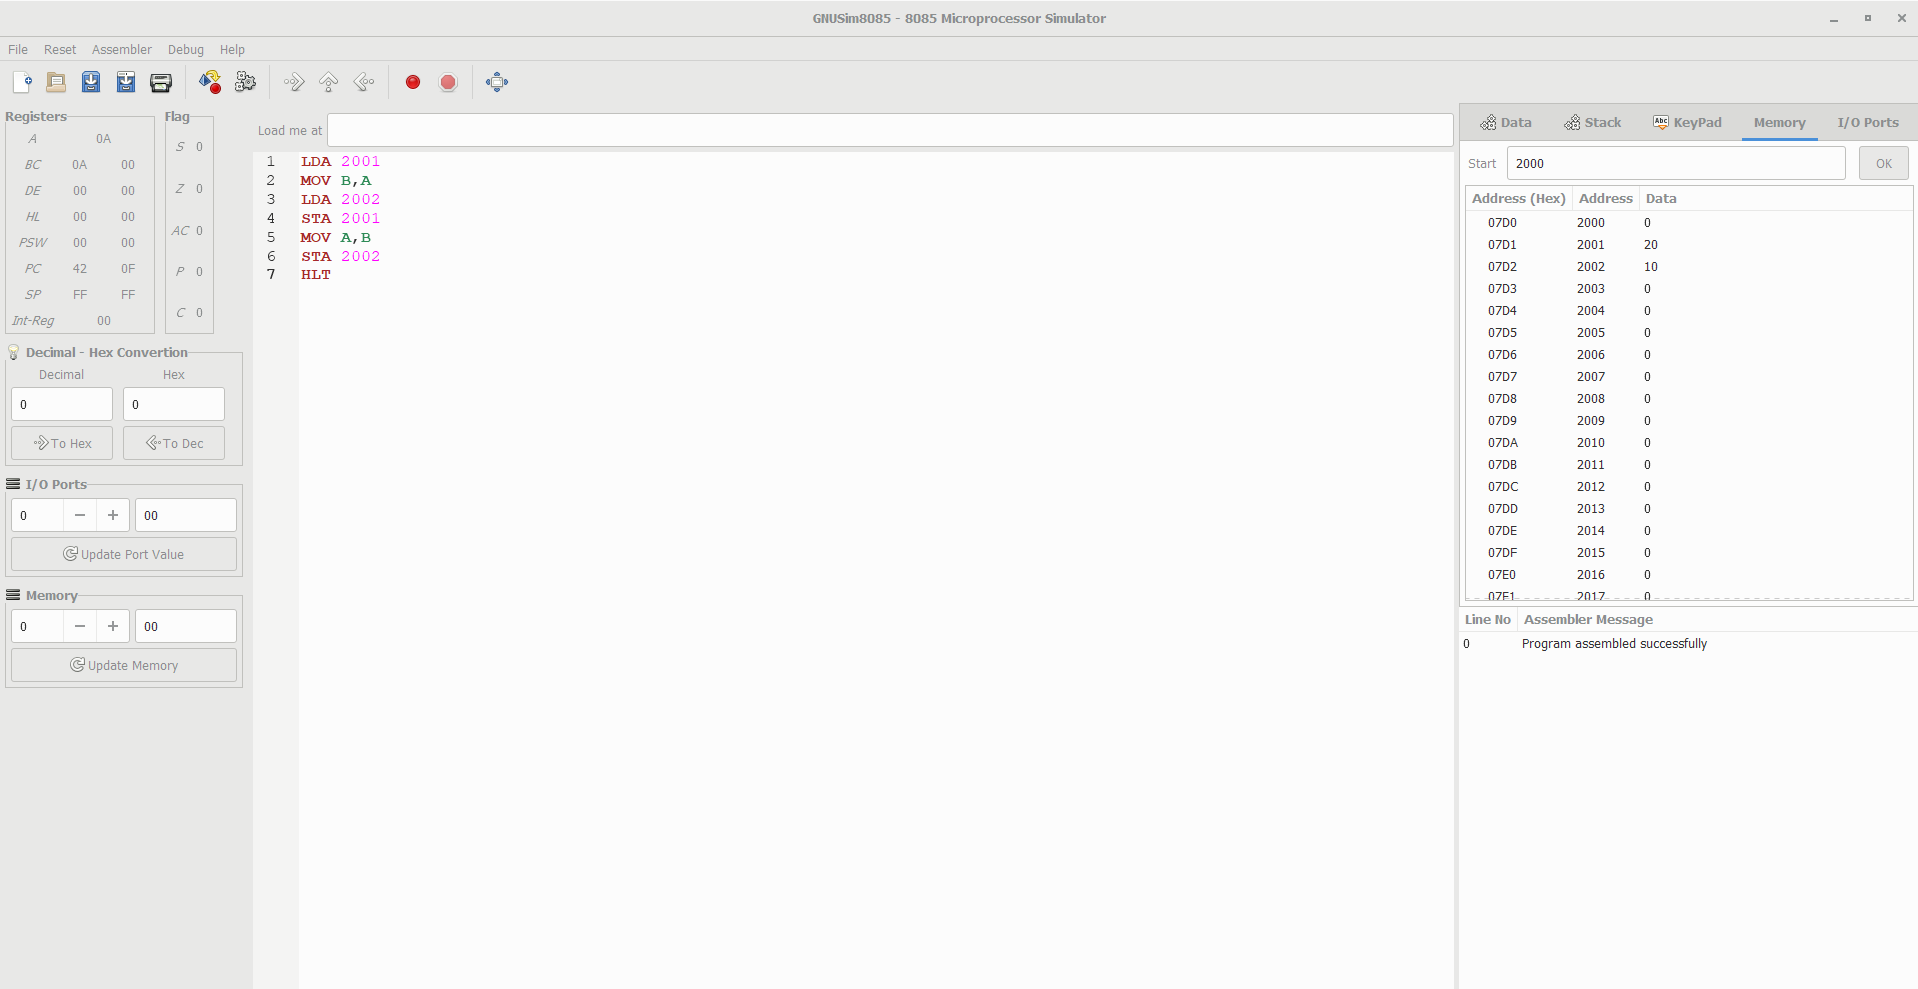 GNUSim8085 - 8085 Microprocessor Simulator
File Reset Assembler Debug Help
Registers
A 0A
BC 0A 00
DE 00 00
HL 00 00
PSW 00 00
PC 42 0F
SP FF FF
Int-Reg 00
Flag
S 0
Z 0
AC 0
P 0
C 0
Decimal - Hex Convertion
Decimal Hex
0 0
To Hex To Dec
I/O Ports
0 00
Update Port Value
Memory
0 00
Update Memory
Load me at
1 LDA 2001
2 MOV B,A
3 LDA 2002
4 STA 2001
5 MOV A,B
6 STA 2002
7 HLT
Data Stack Abc KeyPad Memory I/O Ports
Start 2000 OK
Address (Hex) Address Data
07D0 2000 0
07D1 2001 20
07D2 2002 10
07D3 2003 0
07D4 2004 0
07D5 2005 0
07D6 2006 0
07D7 2007 0
07D8 2008 0
07D9 2009 0
07DA 2010 0
07DB 2011 0
07DC 2012 0
07DD 2013 0
07DE 2014 0
07DF 2015 0
07E0 2016 0
07E1 2017 0
Line No Assembler Message
0 Program assembled successfully